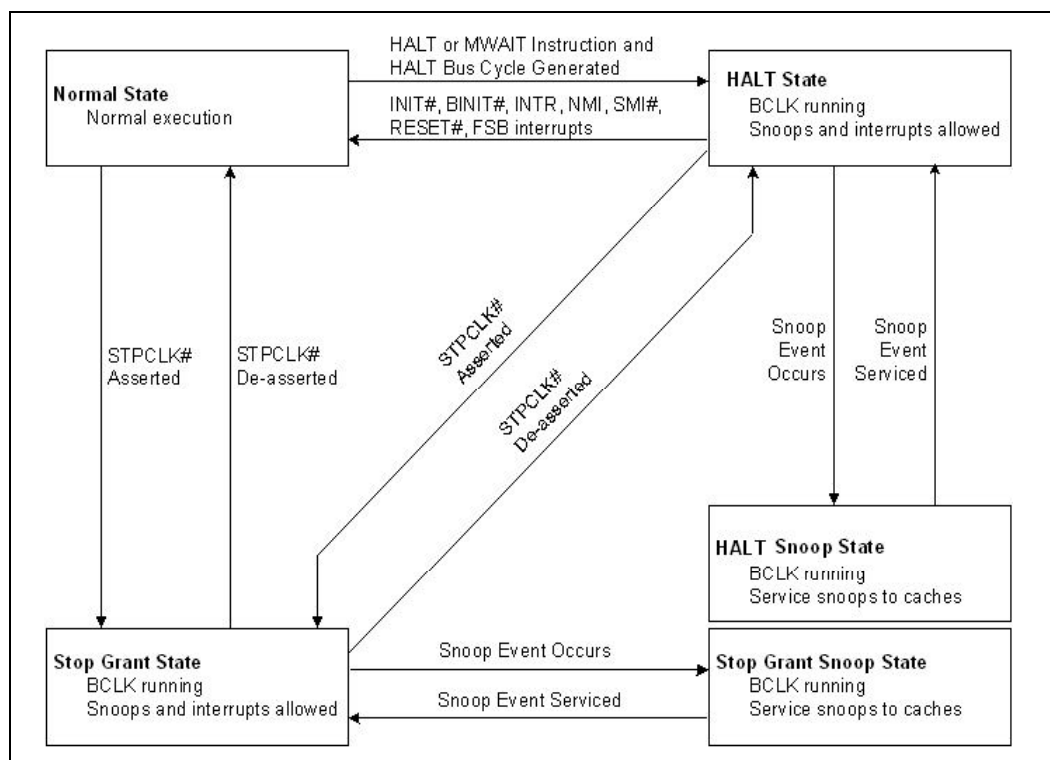 HALT or MWAIT Instruction and
HALT Bus Cycle Generated
Normal State
Normal execution
INIT#, BINIT#, INTR, NMI, SMI#,
RESET#, FSB interrupts
HALT State
BCLK running
Snoops and interrupts allowed
STPCLK#
Asserted
STPCLK#
De-asserted
STPCLK#
Asserted
STPCLK#
De-asserted
Snoop
Event
Occurs
Snoop
Event
Serviced
HALT Snoop State
BCLK running
Service snoops to caches
Stop Grant State
BCLK running
Snoops and interrupts allowed
Snoop Event Occurs
Snoop Event Serviced
Stop Grant Snoop State
BCLK running
Service snoops to caches